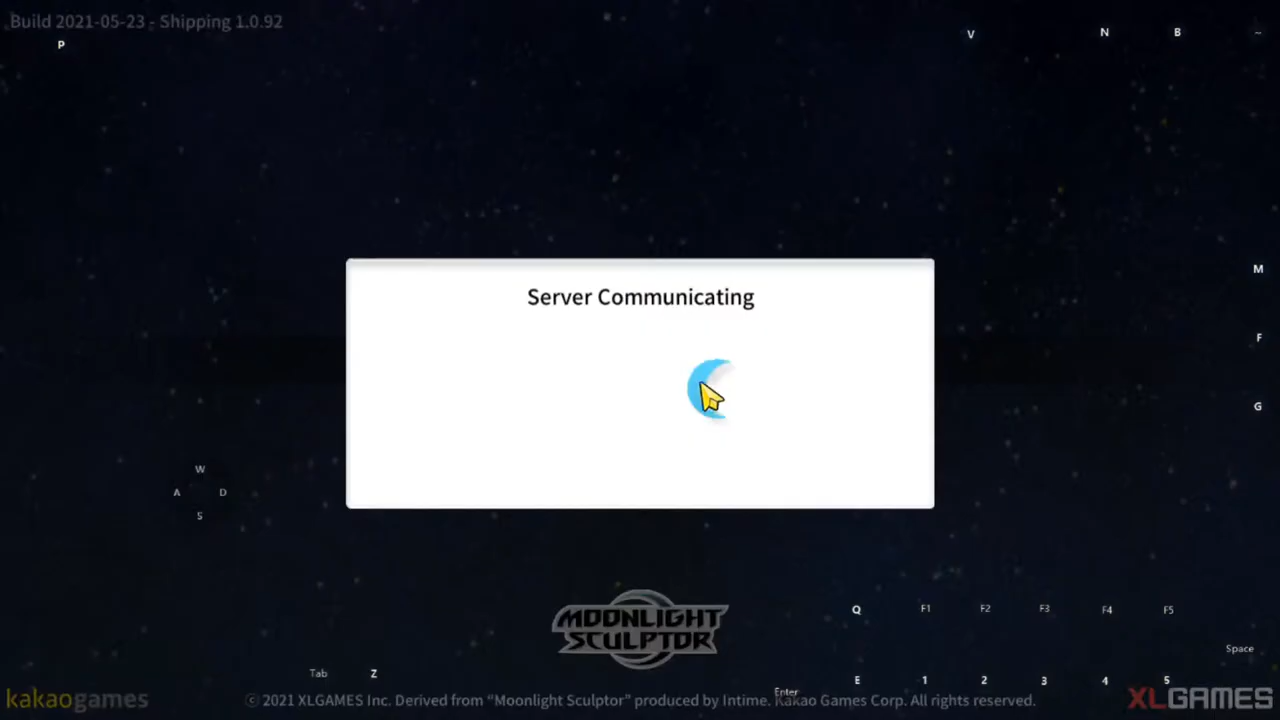 Build 2021-05-23 - Shipping 1.0.92
P
V
N
B
~
Server Communicating
M
F
G
W
A D
S
MOONLIGHT
SCULPTOR
Q F1 F2 F3 F4 F5
Space
Tab Z
E 1 2 3 4 5
Enter
kakaogames
© 2021 XLGAMES Inc. Derived from “Moonlight Sculptor” produced by Intime. Kakao Games Corp. All rights reserved.
XLGAMES